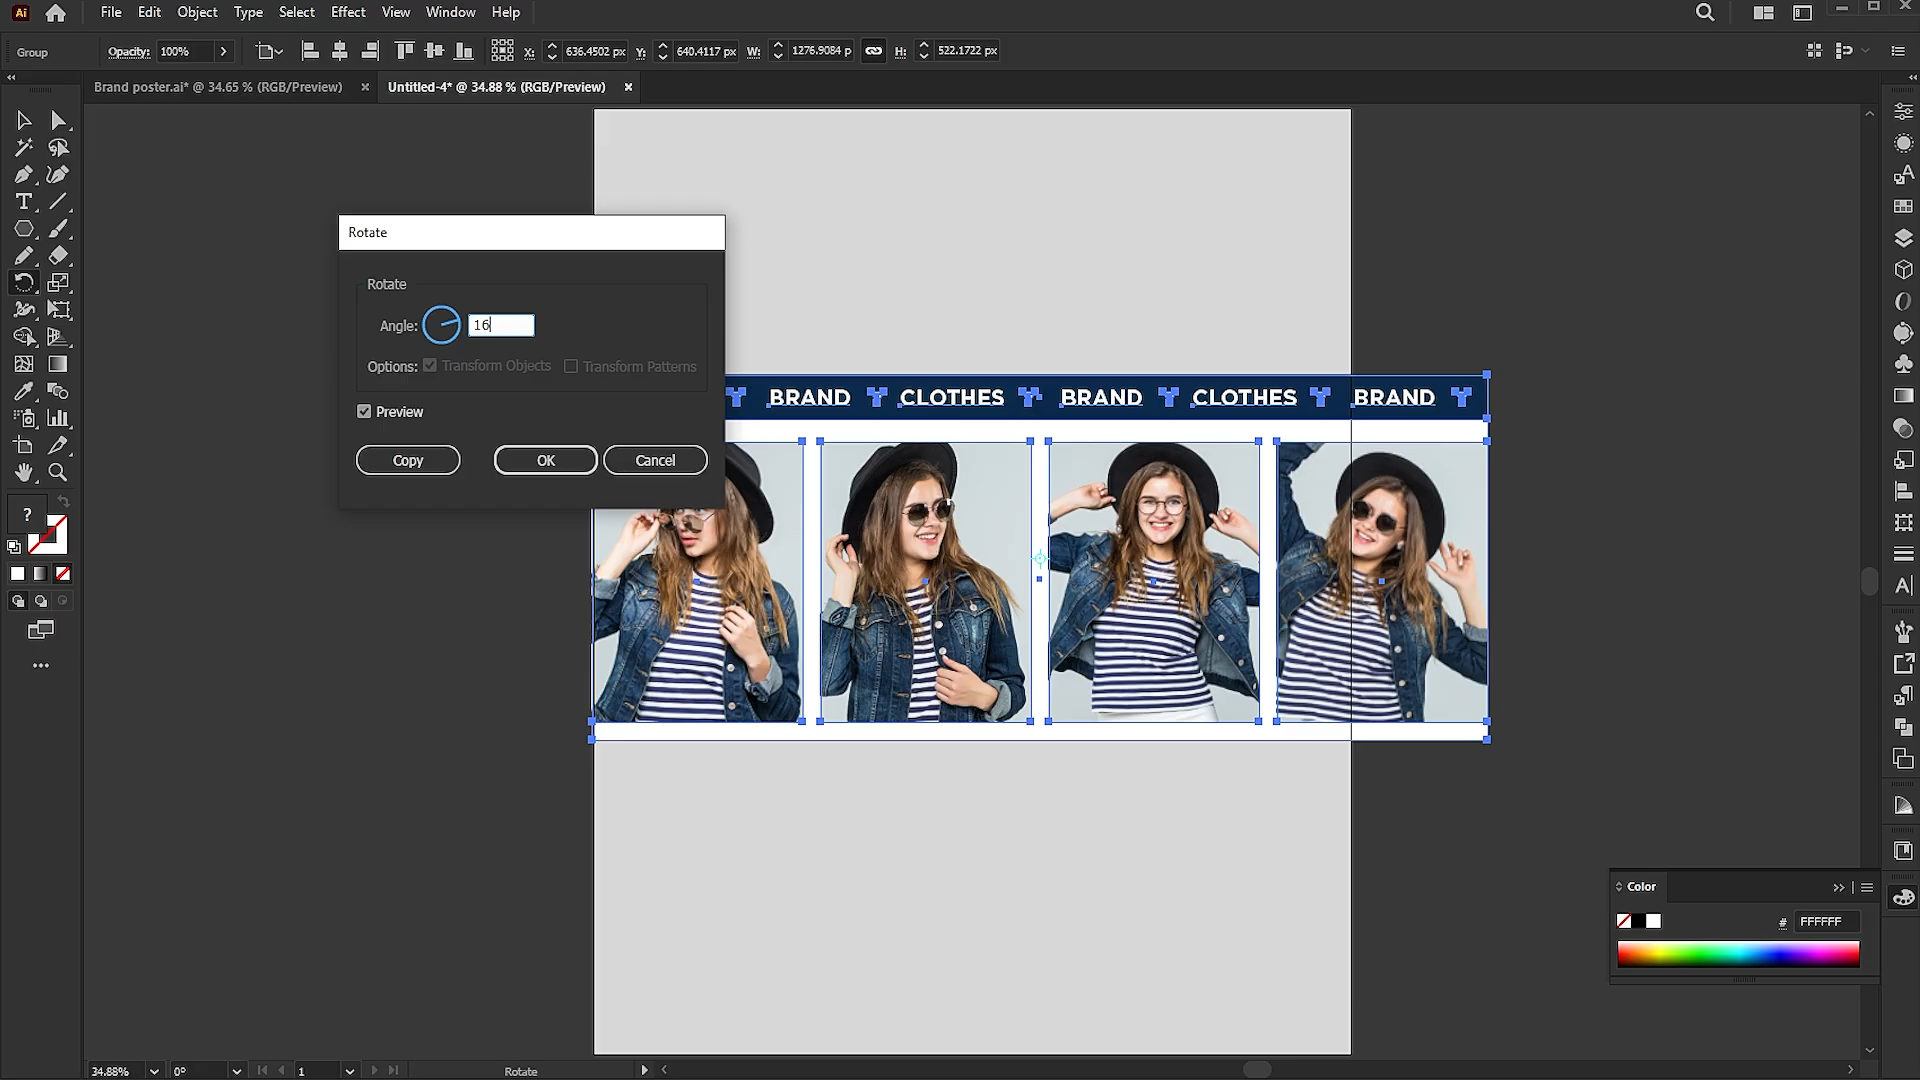 Ai File Edit Object Type Select Effect View Window Help
Group Opacity: 100% X: 636.4502 px Y: 640.4117 px W: 1276.9084 p H: 522.1722 px
Brand poster.ai* @ 34.65 % (RGB/Preview) × Untitled-4* @ 34.88 % (RGB/Preview) ×
Rotate
Rotate
Angle: 16
Options: Transform Objects Transform Patterns
Preview
Copy OK Cancel
BRAND CLOTHES BRAND CLOTHES BRAND
?
Color
# FFFFFF
34.88% 0° 1 Rotate